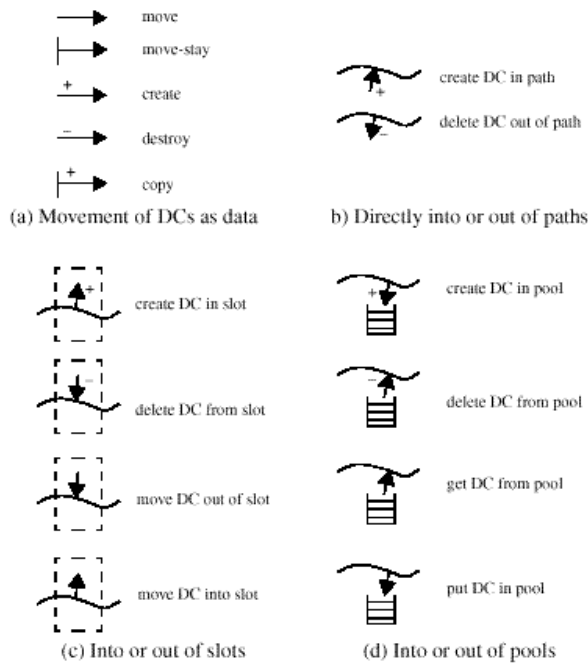 move
move-stay
+
create
−
destroy
+
copy
(a) Movement of DCs as data
create DC in path
+
delete DC out of path
−
b) Directly into or out of paths
+
create DC in slot
−
delete DC from slot
move DC out of slot
move DC into slot
(c) Into or out of slots
+
create DC in pool
−
delete DC from pool
get DC from pool
put DC in pool
(d) Into or out of pools